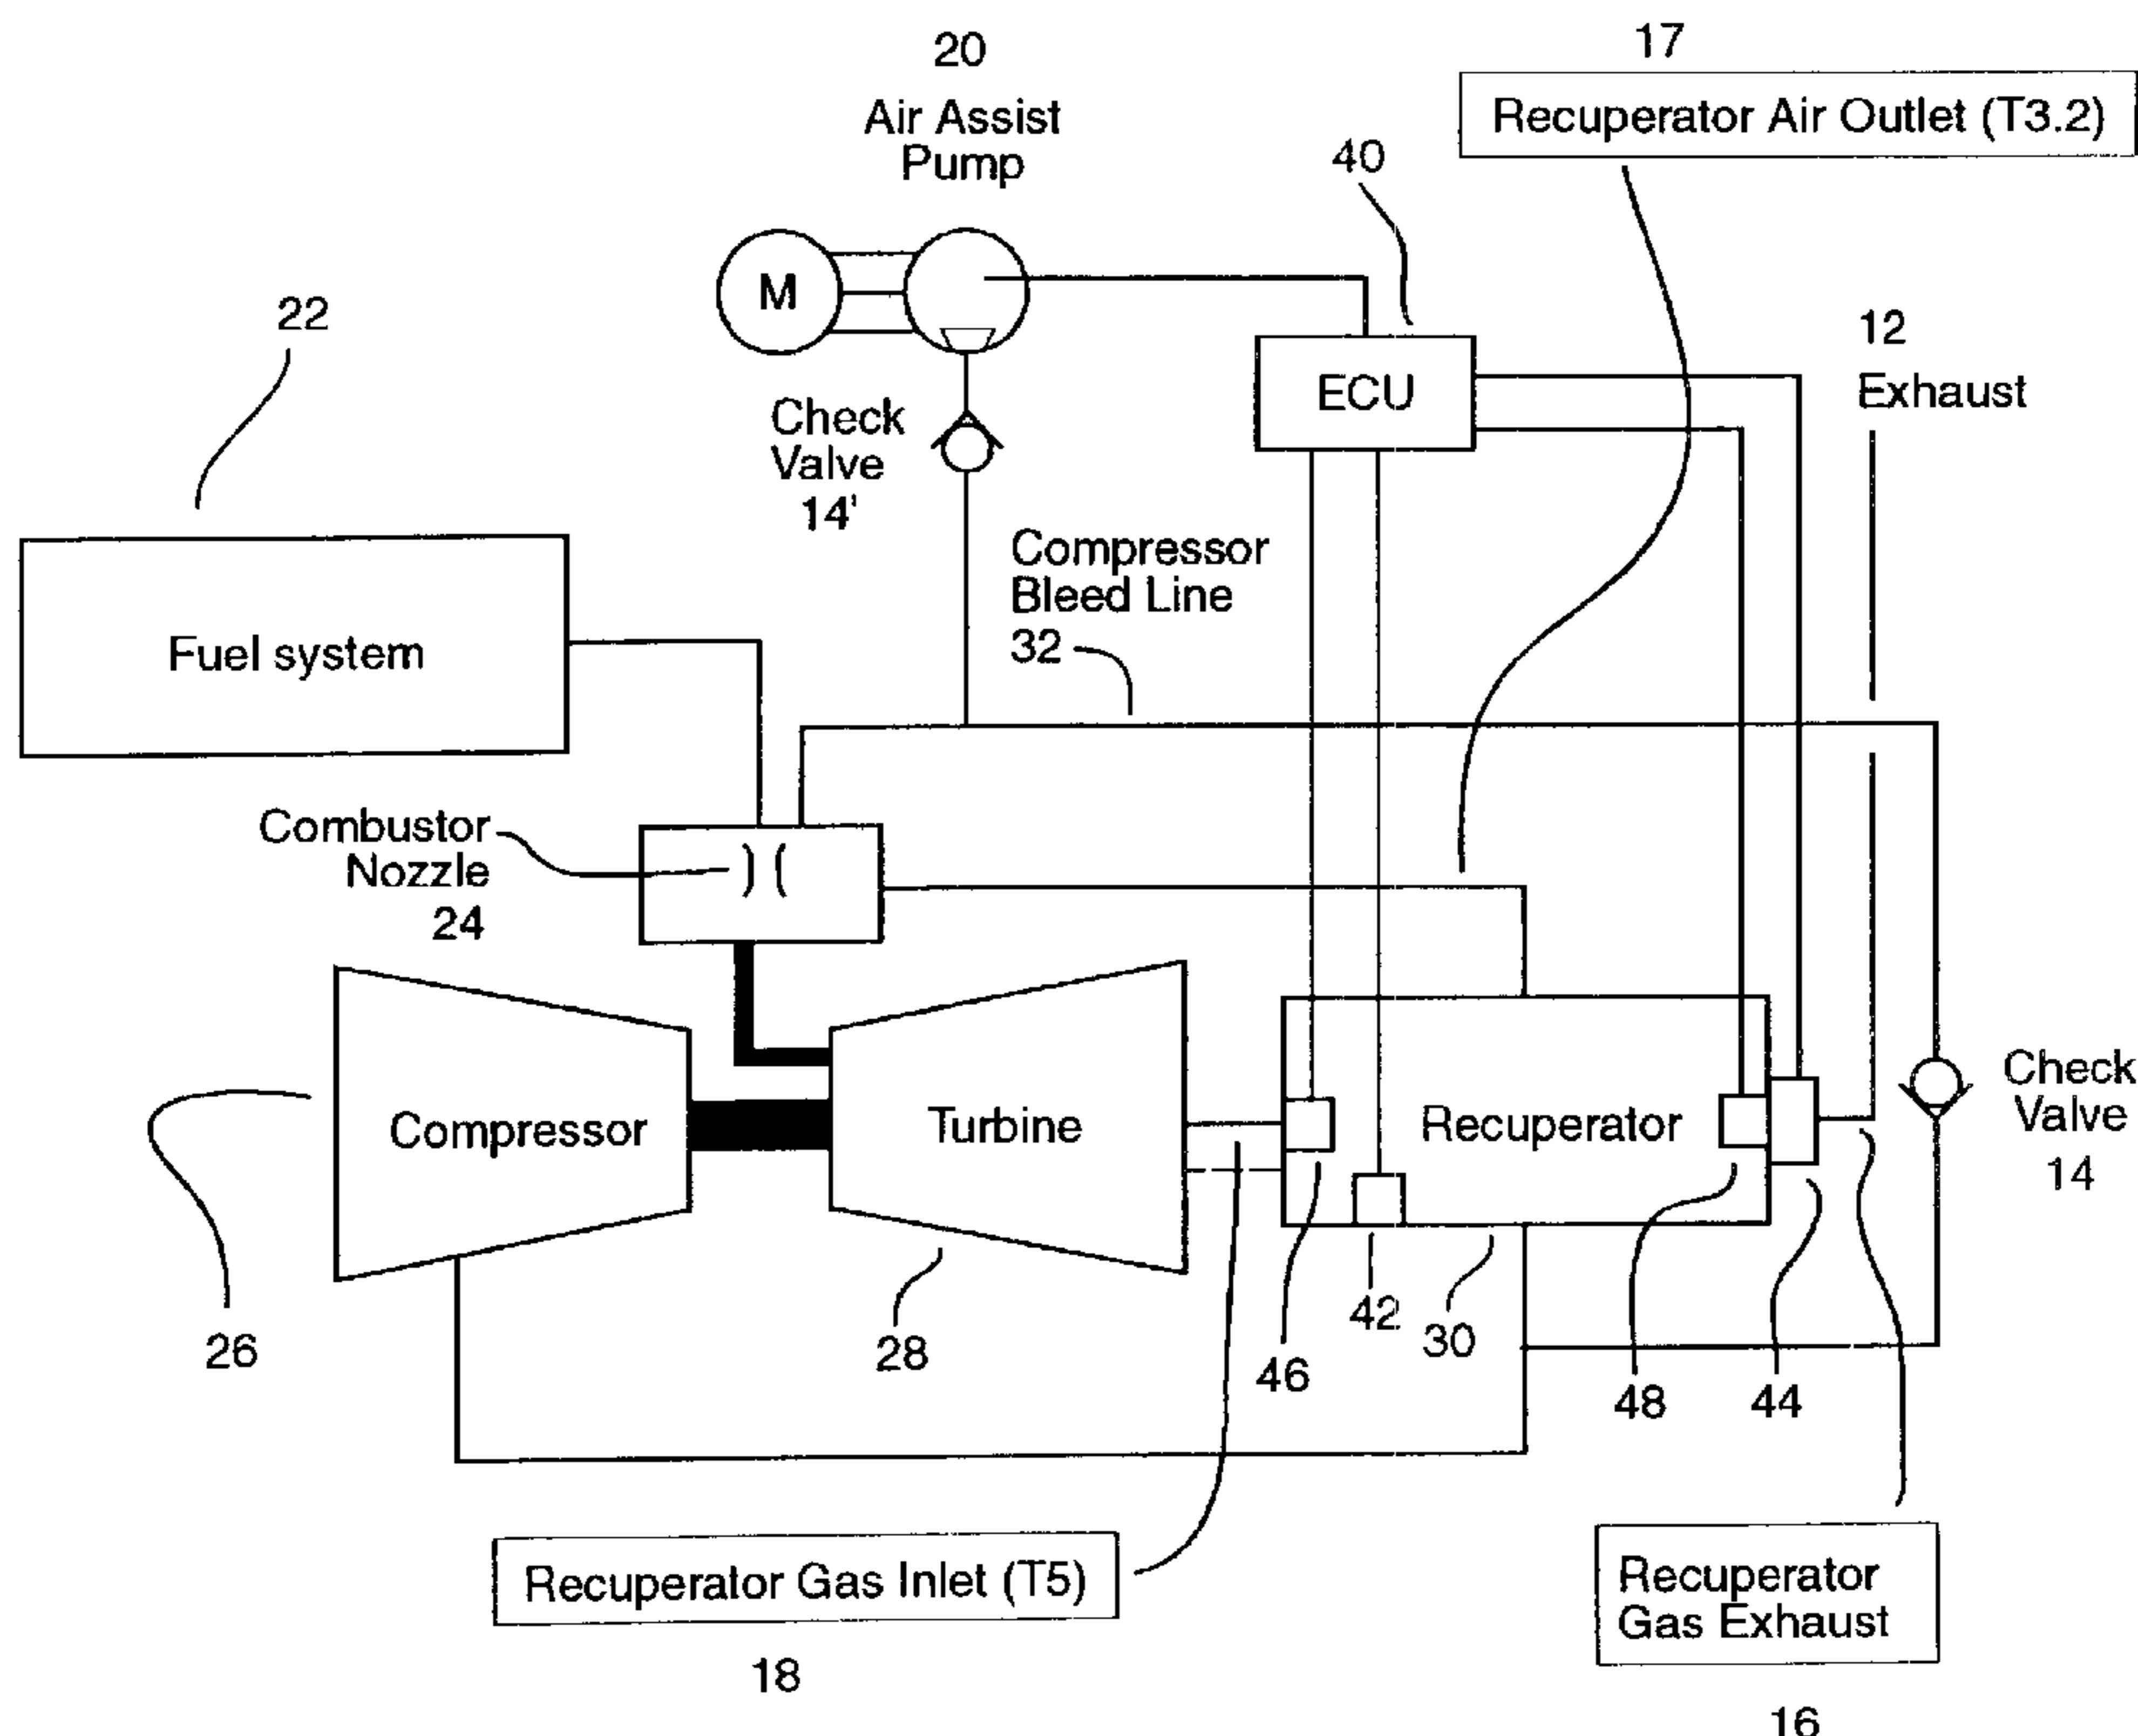 20
Air Assist
Pump
17
Recuperator Air Outlet (T3.2)
40
M
22
12
Exhaust
ECU
Check
Valve
14'
Compressor
Bleed Line
32
Fuel system
Combustor
Nozzle
24
Compressor
Turbine
Recuperator
Check
Valve
14
26
28
46
42
30
48
44
Recuperator Gas Inlet (T5)
18
Recuperator
Gas Exhaust
16